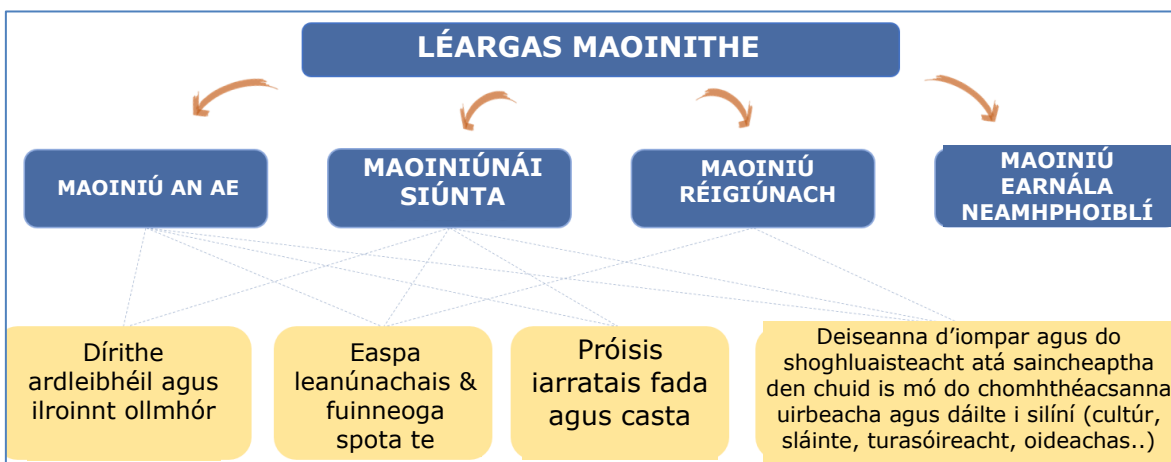 LÉARGAS MAOINITHE
MAOINIÚ AN AE
MAOINIÚNÁI
SIÚNTA
MAOINIÚ
RÉIGIÚNACH
MAOINIÚ
EARNÁLA
NEAMHPHOIBLÍ
Dírithe
ardleibhéil agus
ilroinnt ollmhór
Easpa
leanúnachais &
fuinneoga
spota te
Próisis
iarratais fada
agus casta
Deiseanna d’iompar agus do
shoghluaisteacht atá saincheaptha
den chuid is mó do chomhthéacsanna
uirbeacha agus dáilte i silíní (cultúr,
sláinte, turasóireacht, oideachas..)